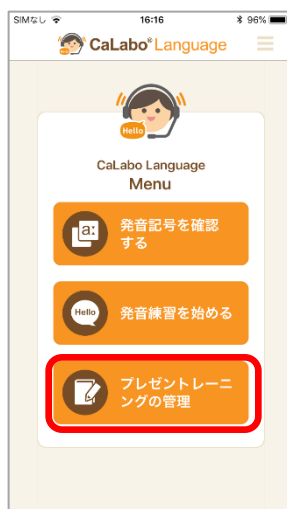 SIMなし 16:16 96%
CaLabo® Language
Hello
CaLabo Language
Menu
a:
発音記号を確認
する
Hello
発音練習を始める
プレゼントレーニ
ングの管理